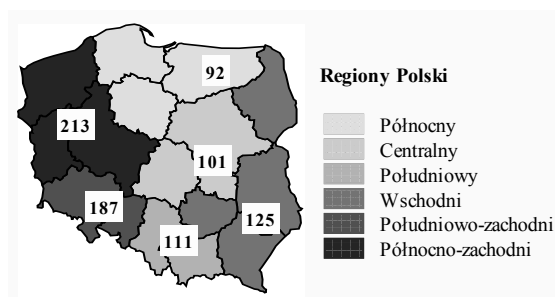 92
Regiony Polski
213
101
187
125
111
Północny
Centralny
Południowy
Wschodni
Południowo-zachodni
Północno-zachodni